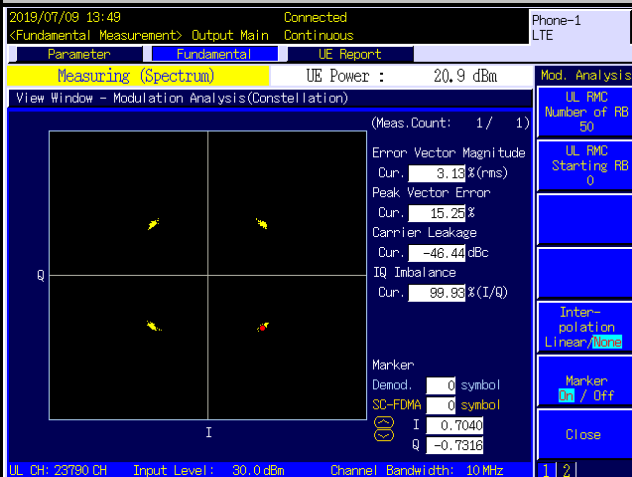 2019/07/09 13:49 Connected Phone-1
<Fundamental Measurement> Output Main Continuous LTE
Parameter Fundamental UE Report
Measuring (Spectrum) UE Power : 20.9 dBm Mod. Analysis
View Window - Modulation Analysis(Constellation)
(Meas.Count: 1/ 1)
Error Vector Magnitude
Cur. 3.13 %(rms)
Peak Vector Error
Cur. 15.25 %
Carrier Leakage
Cur. -46.44 dBc
IQ Imbalance
Cur. 99.93 %(I/Q)
Q
I
Marker
Demod. 0 symbol
SC-FDMA 0 symbol
I 0.7040
Q -0.7316
UL RMC
Number of RB
50
UL RMC
Starting RB
0
Inter-
polation
Linear/None
Marker
On / Off
Close
UL CH: 23790 CH Input Level: 30.0 dBm Channel Bandwidth: 10 MHz 1 2